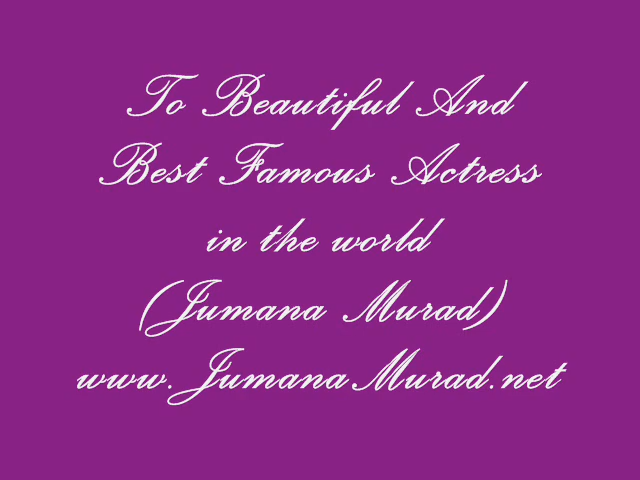 To Beautiful And
Best Famous Actress
in the world
(Jumana Murad)
www.JumanaMurad.net